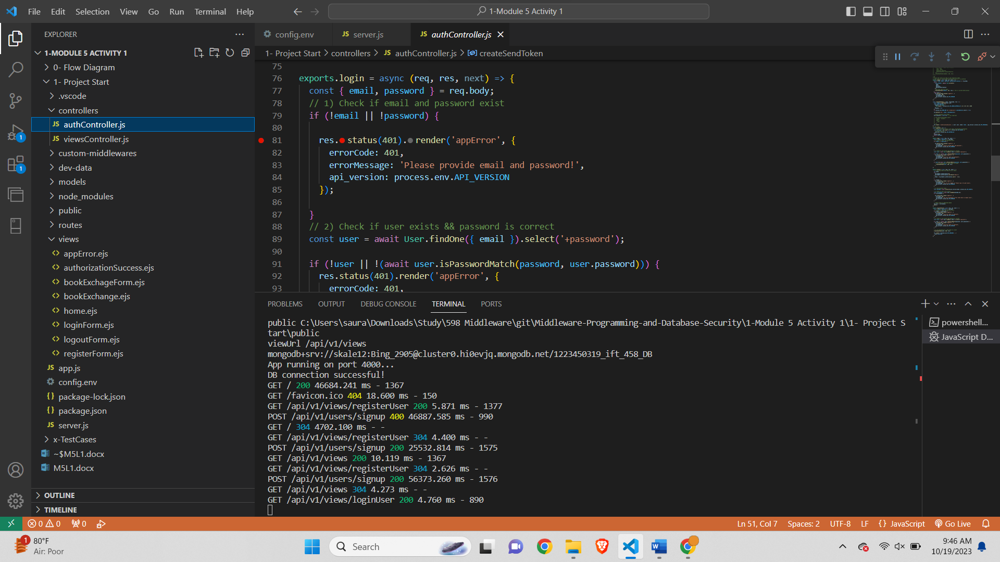 File Edit Selection View Go Run Terminal Help
1-Module 5 Activity 1
EXPLORER
1-MODULE 5 ACTIVITY 1
0- Flow Diagram
1- Project Start
.vscode
controllers
JS authController.js
JS viewsController.js
custom-middlewares
dev-data
models
node_modules
public
routes
views
<> appError.ejs
<> authorizationSuccess.ejs
<> bookExchageForm.ejs
<> bookExchange.ejs
<> home.ejs
<> loginForm.ejs
<> logoutForm.ejs
<> registerForm.ejs
JS app.js
config.env
{} package-lock.json
{} package.json
JS server.js
x-TestCases
~$M5L1.docx
M5L1.docx
OUTLINE
TIMELINE
1
1
config.env JS server.js JS authController.js
1- Project Start > controllers > JS authController.js > createSendToken
75
76 exports.login = async (req, res, next) => {
77 const { email, password } = req.body;
78 // 1) Check if email and password exist
79 if (!email || !password) {
80
81 res.status(401).render('appError', {
82 errorCode: 401,
83 errorMessage: 'Please provide email and password!',
84 api_version: process.env.API_VERSION
85 });
86
87 }
88 // 2) Check if user exists && password is correct
89 const user = await User.findOne({ email }).select('+password');
90
91 if (!user || !(await user.isPasswordMatch(password, user.password))) {
92 res.status(401).render('appError', {
93 errorCode: 401,
PROBLEMS OUTPUT DEBUG CONSOLE TERMINAL PORTS
public C:\Users\saura\Downloads\Study\598 Middleware\git\Middleware-Programming-and-Database-Security\1-Module 5 Activity 1\1- Project S
tart\public
viewUrl /api/v1/views
mongodb+srv://skale12:Bing_2905@cluster0.hi0evjq.mongodb.net/1223450319_ift_458_DB
App running on port 4000...
DB connection successful!
GET / 200 46684.241 ms - 1367
GET /favicon.ico 404 18.600 ms - 150
GET /api/v1/views/registerUser 200 5.871 ms - 1377
POST /api/v1/users/signup 400 46887.585 ms - 990
GET / 304 4702.100 ms - -
GET /api/v1/views/registerUser 304 4.400 ms - -
POST /api/v1/users/signup 200 25532.814 ms - 1575
GET /api/v1/views 200 10.119 ms - 1367
GET /api/v1/views/registerUser 304 2.626 ms - -
POST /api/v1/users/signup 200 56373.260 ms - 1576
GET /api/v1/views 304 4.273 ms - -
GET /api/v1/views/loginUser 200 4.760 ms - 890
powershell...
JavaScript D...
0 0 0
Ln 51, Col 7 Spaces: 2 UTF-8 LF {} JavaScript Go Live
1
80°F
Air: Poor
Search
9:46 AM
10/19/2023